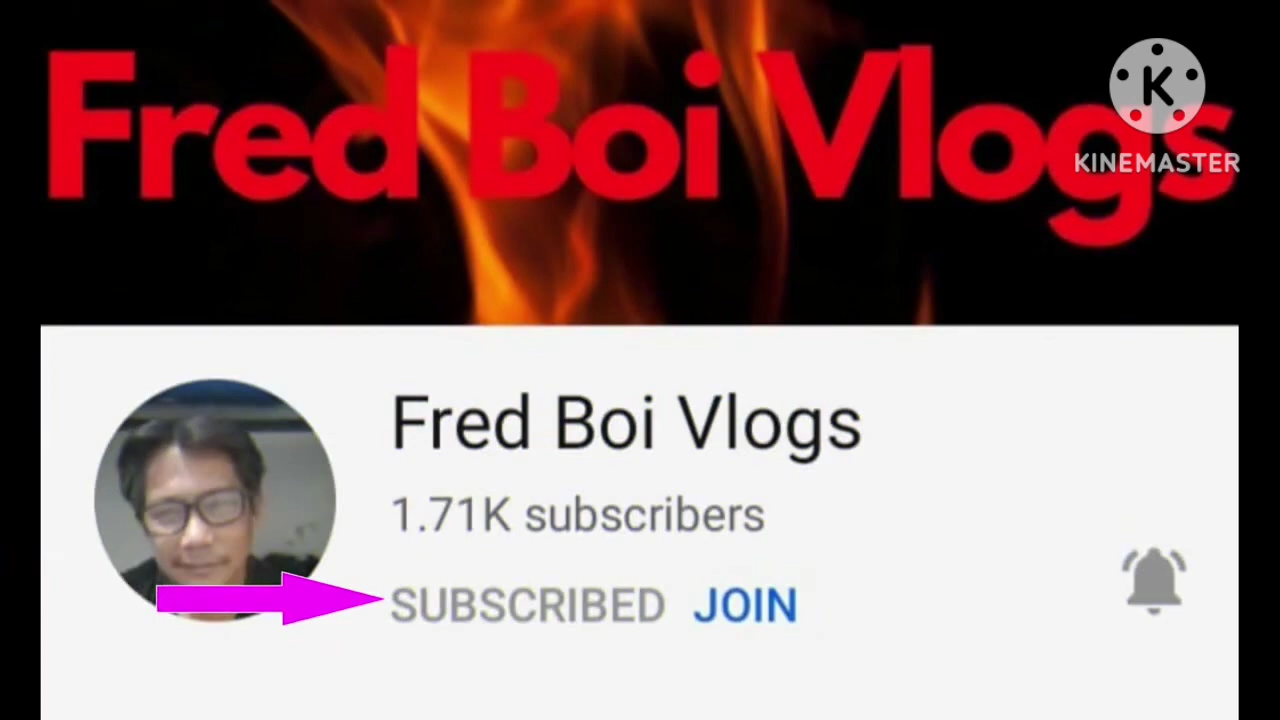 Fred Boi Vlogs
K
KINEMASTER
Fred Boi Vlogs
1.71K subscribers
SUBSCRIBED JOIN